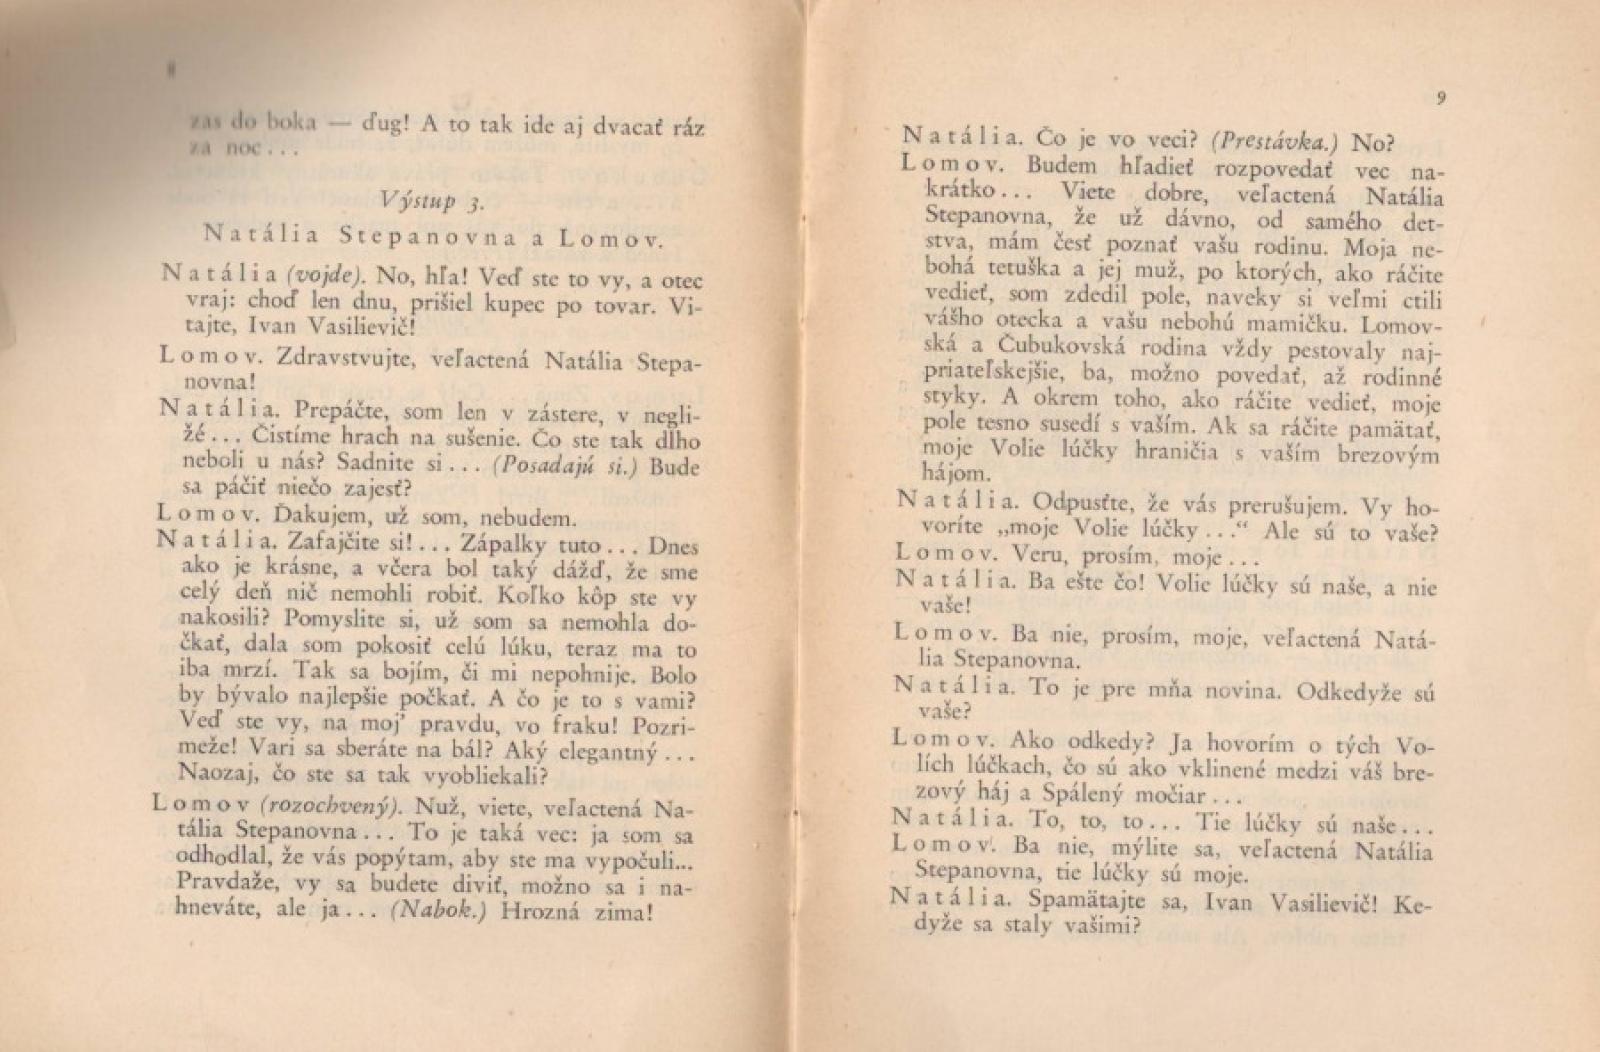 8
zas do boka — ďug! A to tak ide aj dvacať ráz
za noc...
Výstup 3.
Natália Stepanovna a Lomov.
Natália (vojde). No, hľa! Veď ste to vy, a otec
vraj: choď len dnu, prišiel kupec po tovar. Vi-
tajte, Ivan Vasilievič!
Lomov. Zdravstvujte, veľactená Natália Stepa-
novna!
Natália. Prepáčte, som len v zástere, v negli-
žé... Čistíme hrach na sušenie. Čo ste tak dlho
neboli u nás? Sadnite si... (Posadajú si.) Bude
sa páčiť niečo zajesť?
Lomov. Ďakujem, už som, nebudem.
Natália. Zafajčite si!... Zápalky tuto... Dnes
ako je krásne, a včera bol taký dážď, že sme
celý deň nič nemohli robiť. Koľko kôp ste vy
nakosili? Pomyslite si, už som sa nemohla do-
čkať, dala som pokosiť celú lúku, teraz ma to
iba mrzí. Tak sa bojím, či mi nepohnije. Bolo
by bývalo najlepšie počkať. A čo je to s vami?
Veď ste vy, na moj' pravdu, vo fraku! Pozri-
meže! Vari sa sberáte na bál? Aký elegantný...
Naozaj, čo ste sa tak vyobliekali?
Lomov (rozochvený). Nuž, viete, veľactená Na-
tália Stepanovna... To je taká vec: ja som sa
odhodlal, že vás popýtam, aby ste ma vypočuli...
Pravdaže, vy sa budete diviť, možno sa i na-
hneváte, ale ja... (Nabok.) Hrozná zima!
9
Natália. Čo je vo veci? (Prestávka.) No?
Lomov. Budem hľadieť rozpovedať vec na-
krátko... Viete dobre, veľactená Natália
Stepanovna, že už dávno, od samého det-
stva, mám česť poznať vašu rodinu. Moja ne-
bohá tetuška a jej muž, po ktorých, ako ráčite
vedieť, som zdedil pole, naveky si veľmi ctili
vášho otecka a vašu nebohú mamičku. Lomov-
ská a Čubukovská rodina vždy pestovaly naj-
priateľskejšie, ba, možno povedať, až rodinné
styky. A okrem toho, ako ráčite vedieť, moje
pole tesno susedí s vaším. Ak sa ráčite pamätať,
moje Volie lúčky hraničia s vaším brezovým
hájom.
Natália. Odpusťte, že vás prerušujem. Vy ho-
voríte „moje Volie lúčky...“ Ale sú to vaše?
Lomov. Veru, prosím, moje...
Natália. Ba ešte čo! Volie lúčky sú naše, a nie
vaše!
Lomov. Ba nie, prosím, moje, veľactená Natá-
lia Stepanovna.
Natália. To je pre mňa novina. Odkedyže sú
vaše?
Lomov. Ako odkedy? Ja hovorím o tých Vo-
lích lúčkach, čo sú ako vklinené medzi váš bre-
zový háj a Spálený močiar...
Natália. To, to, to... Tie lúčky sú naše...
Lomov. Ba nie, mýlite sa, veľactená Natália
Stepanovna, tie lúčky sú moje.
Natália. Spamätajte sa, Ivan Vasilievič! Ke-
dyže sa staly vašimi?